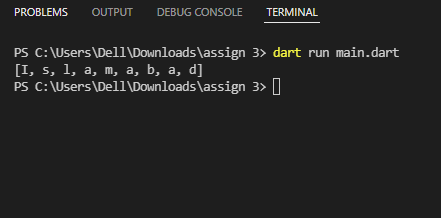 PROBLEMS OUTPUT DEBUG CONSOLE TERMINAL
PS C:\Users\Dell\Downloads\assign 3> dart run main.dart
[I, s, l, a, m, a, b, a, d]
PS C:\Users\Dell\Downloads\assign 3>